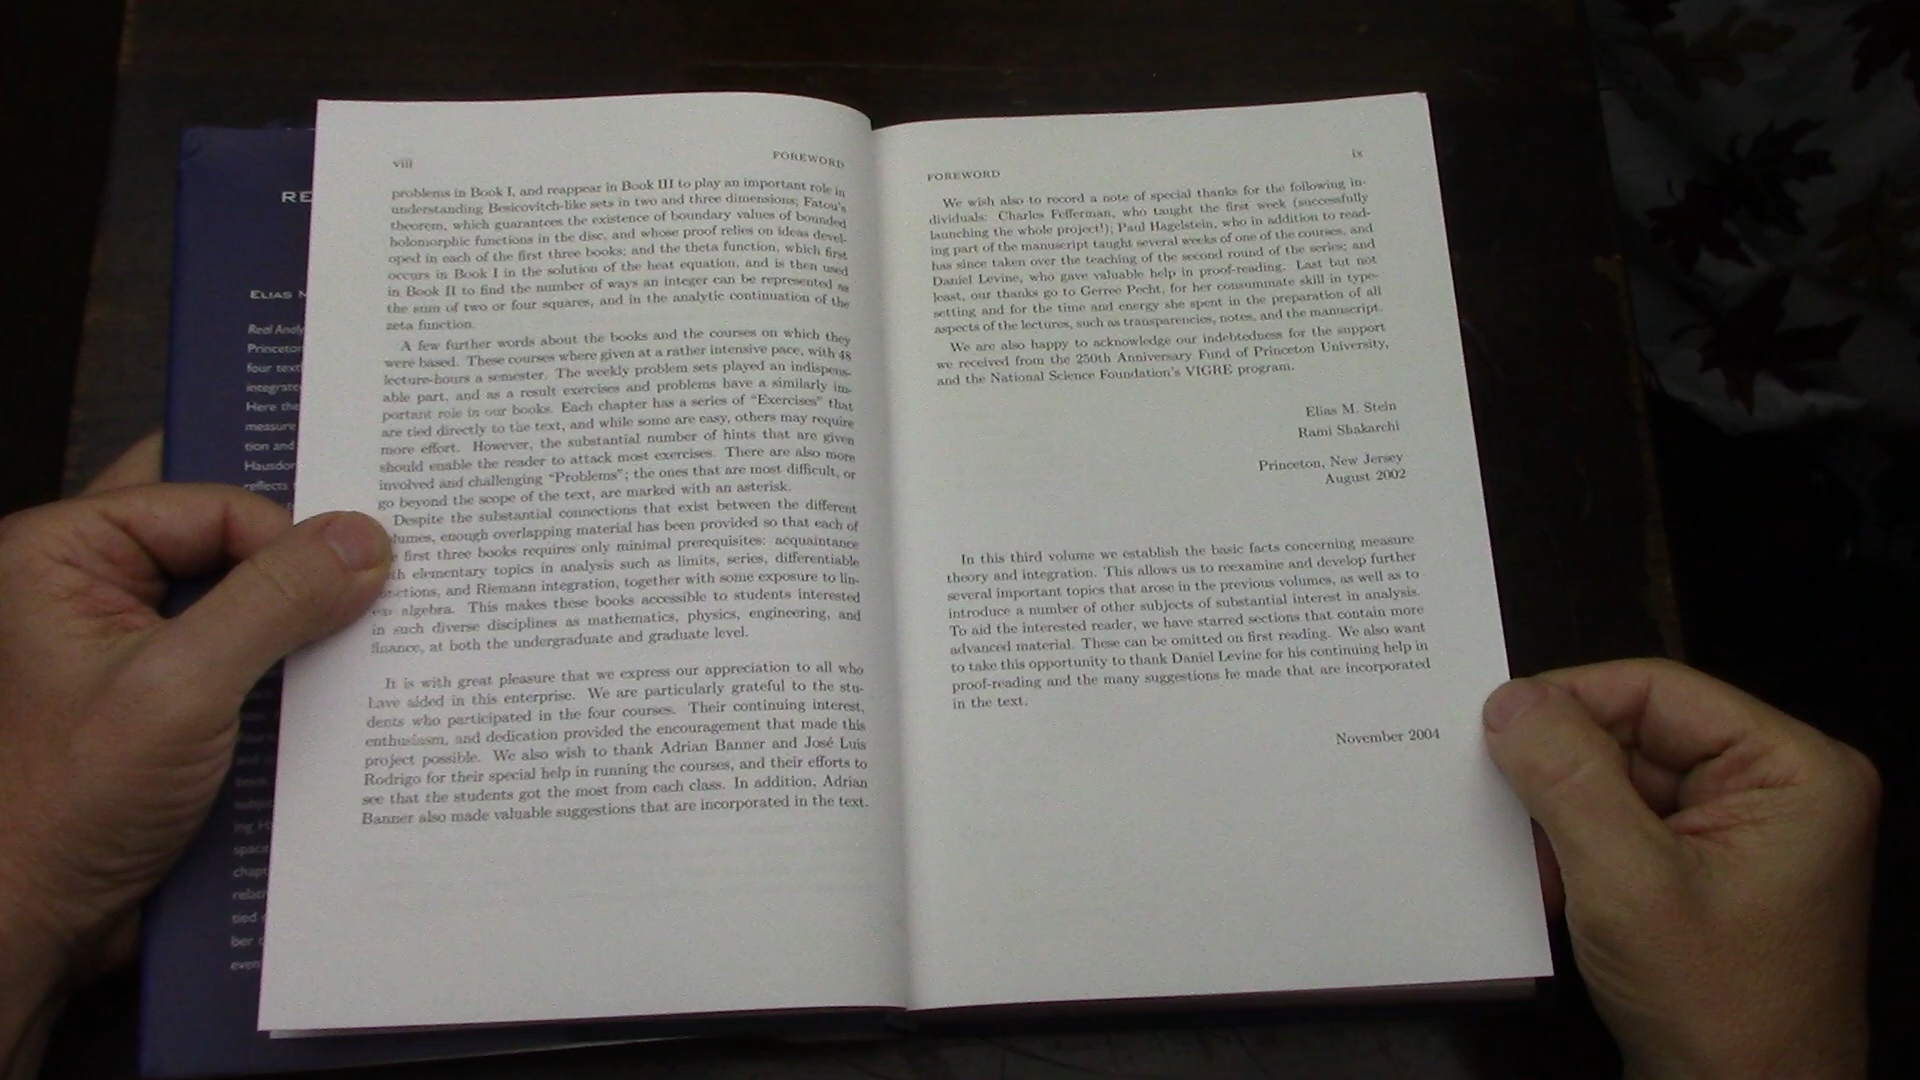 viii
FOREWORD
problems in Book I, and reappear in Book III to play an important role in
understanding Besicovitch-like sets in two and three dimensions; Fatou's
theorem, which guarantees the existence of boundary values of bounded
holomorphic functions in the disc, and whose proof relies on ideas devel-
oped in each of the first three books; and the theta function, which first
occurs in Book I in the solution of the heat equation, and is then used
in Book II to find the number of ways an integer can be represented as
the sum of two or four squares, and in the analytic continuation of the
zeta function.
A few further words about the books and the courses on which they
were based. These courses where given at a rather intensive pace, with 48
lecture-hours a semester. The weekly problem sets played an indispens-
able part, and as a result exercises and problems have a similarly im-
portant role in our books. Each chapter has a series of “Exercises” that
are tied directly to the text, and while some are easy, others may require
more effort. However, the substantial number of hints that are given
should enable the reader to attack most exercises. There are also more
involved and challenging “Problems”; the ones that are most difficult, or
go beyond the scope of the text, are marked with an asterisk.
Despite the substantial connections that exist between the different
lumes, enough overlapping material has been provided so that each of
first three books requires only minimal prerequisites: acquaintance
th elementary topics in analysis such as limits, series, differentiable
ctions, and Riemann integration, together with some exposure to lin-
algebra. This makes these books accessible to students interested
in such diverse disciplines as mathematics, physics, engineering, and
finance, at both the undergraduate and graduate level.
It is with great pleasure that we express our appreciation to all who
have aided in this enterprise. We are particularly grateful to the stu-
dents who participated in the four courses. Their continuing interest,
enthusiasm, and dedication provided the encouragement that made this
project possible. We also wish to thank Adrian Banner and José Luis
Rodrigo for their special help in running the courses, and their efforts to
see that the students got the most from each class. In addition, Adrian
Banner also made valuable suggestions that are incorporated in the text.
FOREWORD
ix
We wish also to record a note of special thanks for the following in-
dividuals: Charles Fefferman, who taught the first week (successfully
launching the whole project!); Paul Hagelstein, who in addition to read-
ing part of the manuscript taught several weeks of one of the courses, and
has since taken over the teaching of the second round of the series; and
Daniel Levine, who gave valuable help in proof-reading. Last but not
least, our thanks go to Gerree Pecht, for her consummate skill in type-
setting and for the time and energy she spent in the preparation of all
aspects of the lectures, such as transparencies, notes, and the manuscript.
We are also happy to acknowledge our indebtedness for the support
we received from the 250th Anniversary Fund of Princeton University,
and the National Science Foundation's VIGRE program.
Elias M. Stein
Rami Shakarchi
Princeton, New Jersey
August 2002
In this third volume we establish the basic facts concerning measure
theory and integration. This allows us to reexamine and develop further
several important topics that arose in the previous volumes, as well as to
introduce a number of other subjects of substantial interest in analysis.
To aid the interested reader, we have starred sections that contain more
advanced material. These can be omitted on first reading. We also want
to take this opportunity to thank Daniel Levine for his continuing help in
proof-reading and the many suggestions he made that are incorporated
in the text.
November 2004
RE
ELIAS M
Real Analy
Princeton
four text
integrate
Here the
measure
tion and
Hausdor
reflects
book
space
chapt
relati
tied
ber
even